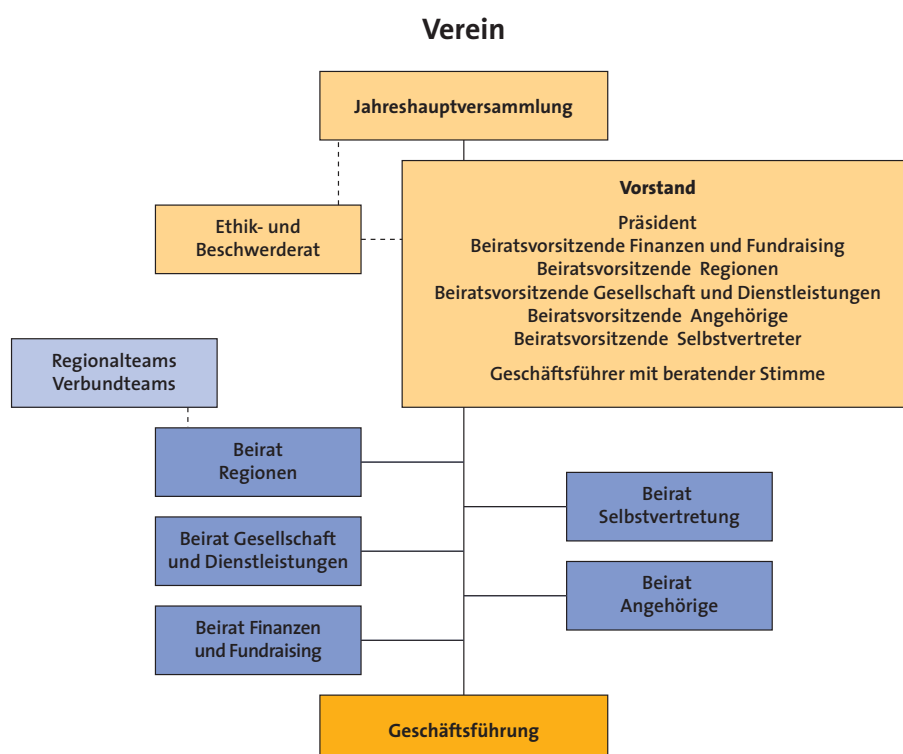 Verein
Jahreshauptversammlung
Vorstand
Präsident
Beiratsvorsitzende Finanzen und Fundraising
Beiratsvorsitzende Regionen
Beiratsvorsitzende Gesellschaft und Dienstleistungen
Beiratsvorsitzende Angehörige
Beiratsvorsitzende Selbstvertreter
Geschäftsführer mit beratender Stimme
Ethik- und
Beschwerderat
Regionalteams
Verbundteams
Beirat
Regionen
Beirat
Selbstvertretung
Beirat Gesellschaft
und Dienstleistungen
Beirat
Angehörige
Beirat Finanzen
und Fundraising
Geschäftsführung